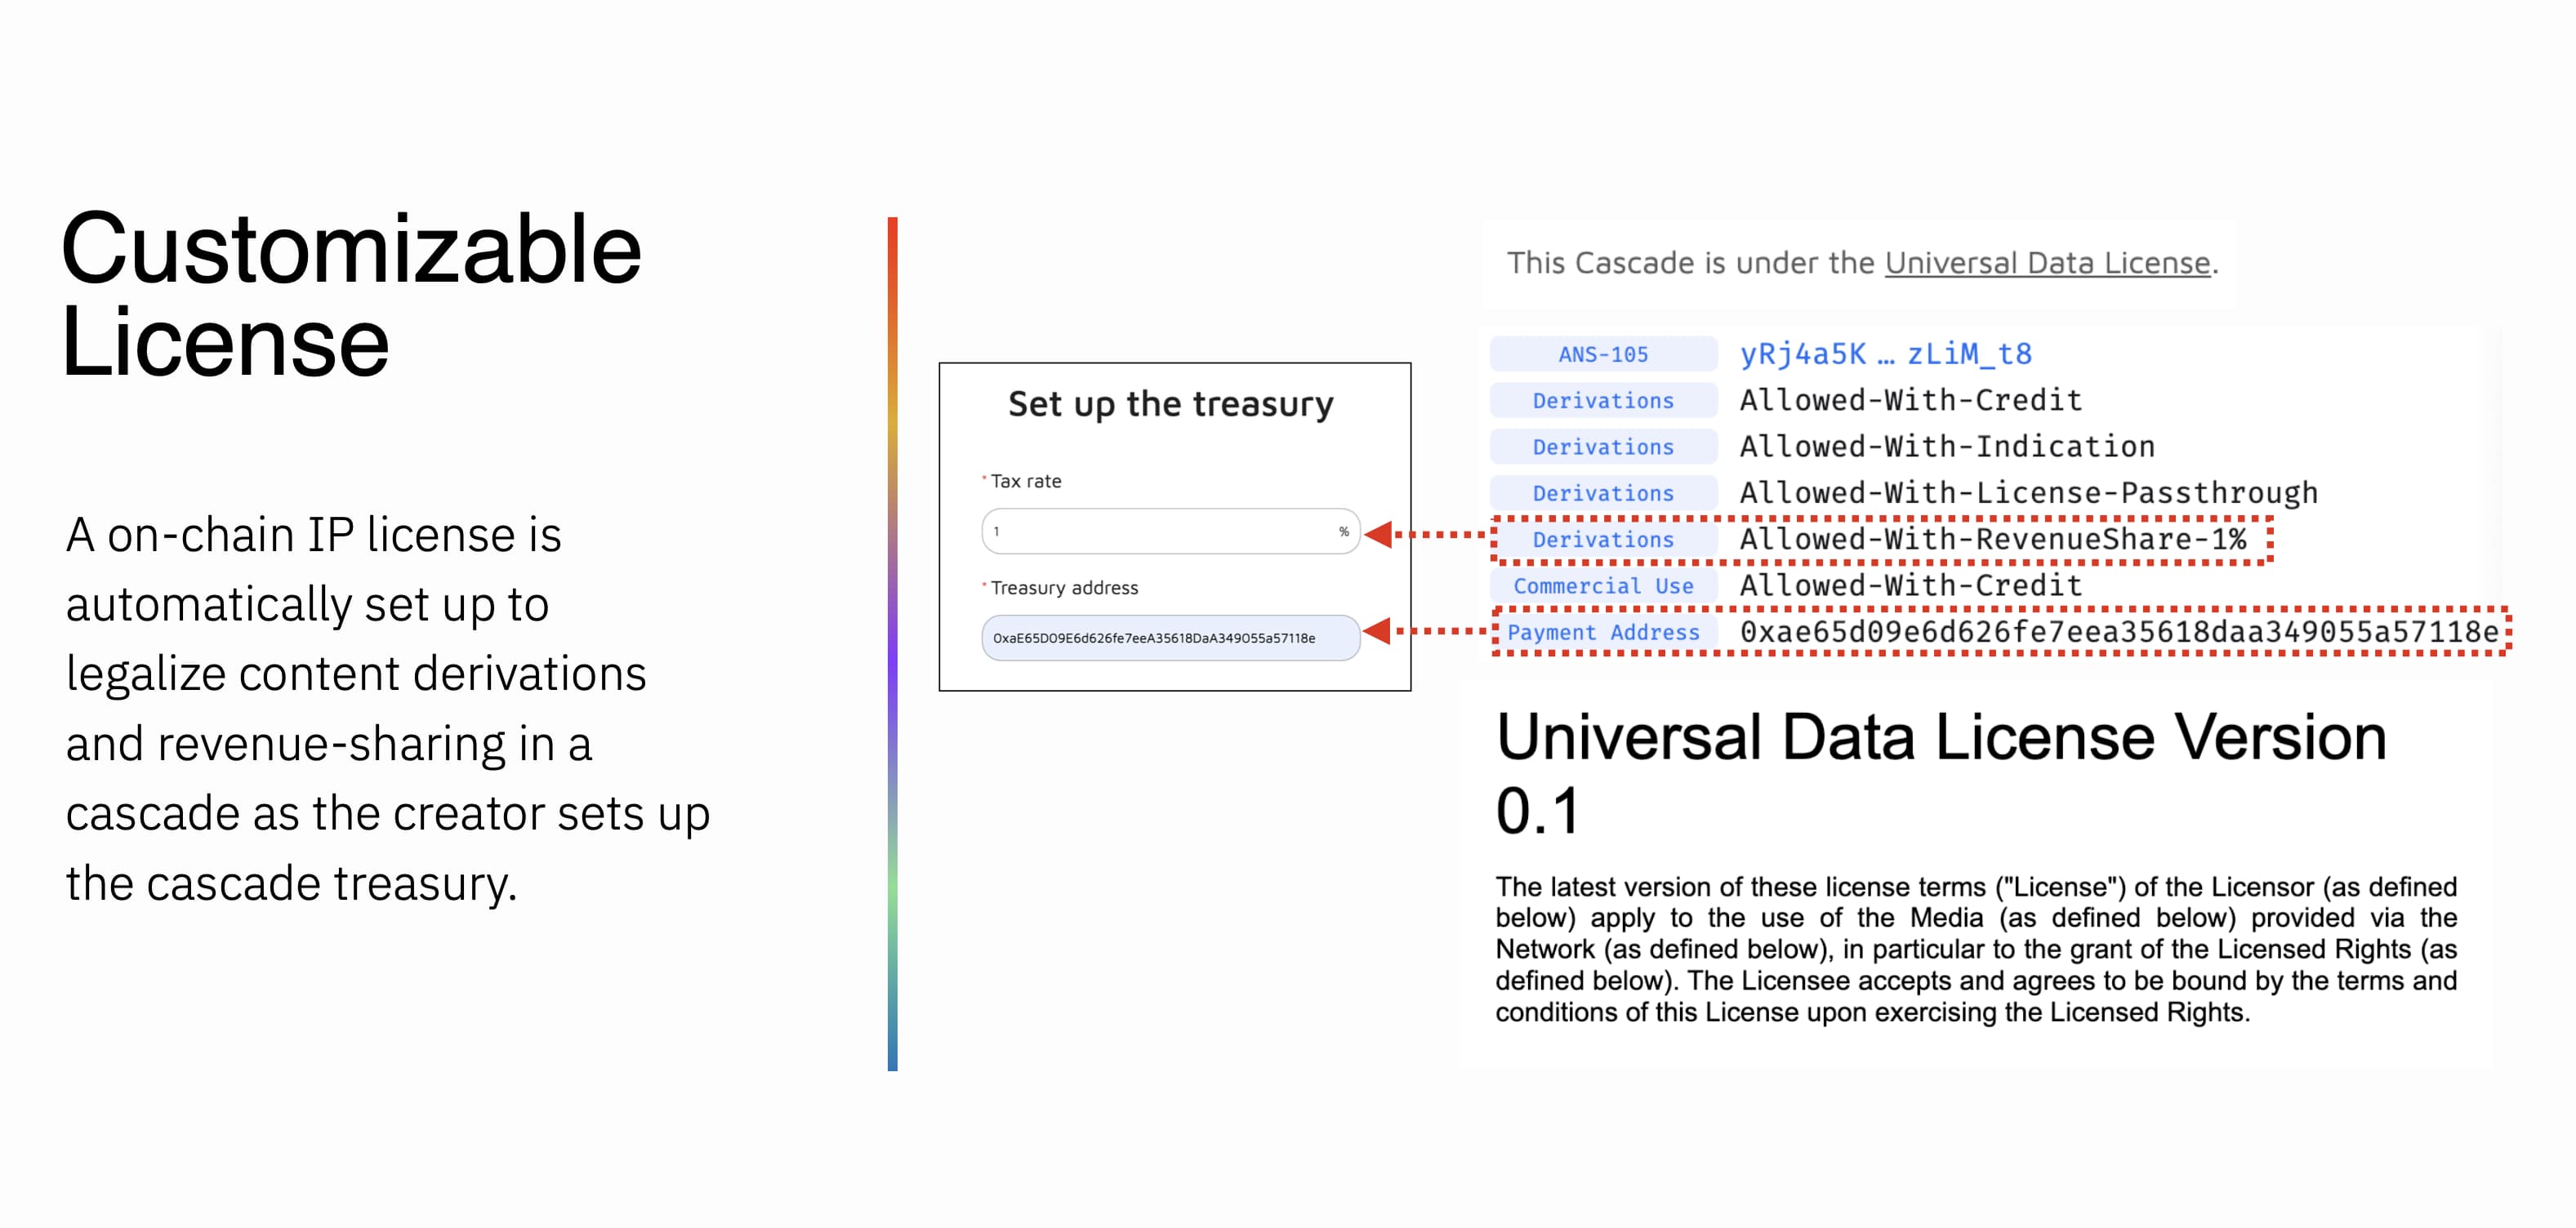 Customizable
License
A on-chain IP license is
automatically set up to
legalize content derivations
and revenue-sharing in a
cascade as the creator sets up
the cascade treasury.
Set up the treasury
* Tax rate
1 %
* Treasury address
0xaE65D09E6d626fe7eeA35618DaA349055a57118e
This Cascade is under the Universal Data License.
ANS-105 yRj4a5K … zLiM_t8
Derivations Allowed-With-Credit
Derivations Allowed-With-Indication
Derivations Allowed-With-License-Passthrough
Derivations Allowed-With-RevenueShare-1%
Commercial Use Allowed-With-Credit
Payment Address 0xae65d09e6d626fe7eea35618daa349055a57118e
Universal Data License Version
0.1
The latest version of these license terms ("License") of the Licensor (as defined
below) apply to the use of the Media (as defined below) provided via the
Network (as defined below), in particular to the grant of the Licensed Rights (as
defined below). The Licensee accepts and agrees to be bound by the terms and
conditions of this License upon exercising the Licensed Rights.